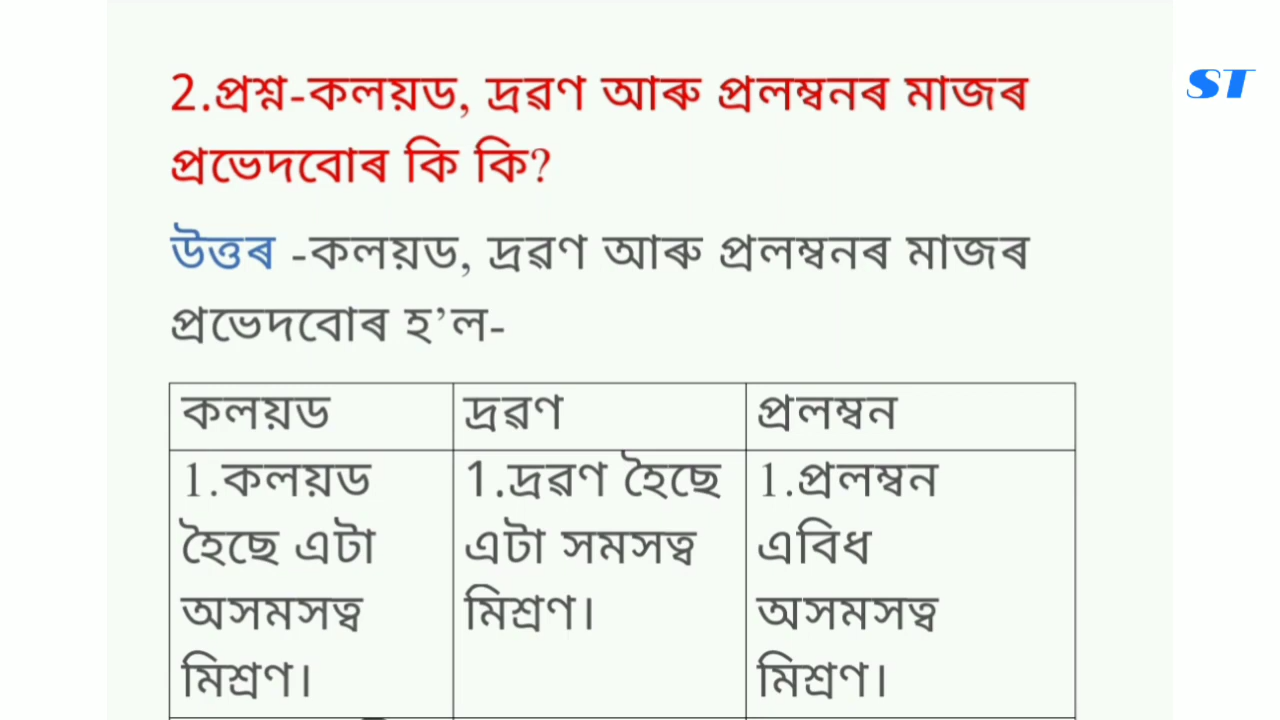 2.প্ৰশ্ন-কলয়ড, দ্ৰৱণ আৰু প্ৰলম্বনৰ মাজৰ
প্ৰভেদবোৰ কি কি?
উত্তৰ -কলয়ড, দ্ৰৱণ আৰু প্ৰলম্বনৰ মাজৰ
প্ৰভেদবোৰ হ’ল-
কলয়ড
দ্ৰৱণ
প্ৰলম্বন
1.কলয়ড
হৈছে এটা
অসমসত্ব
মিশ্ৰণ।
1.দ্ৰৱণ হৈছে
এটা সমসত্ব
মিশ্ৰণ।
1.প্ৰলম্বন
এবিধ
অসমসত্ব
মিশ্ৰণ।
ST